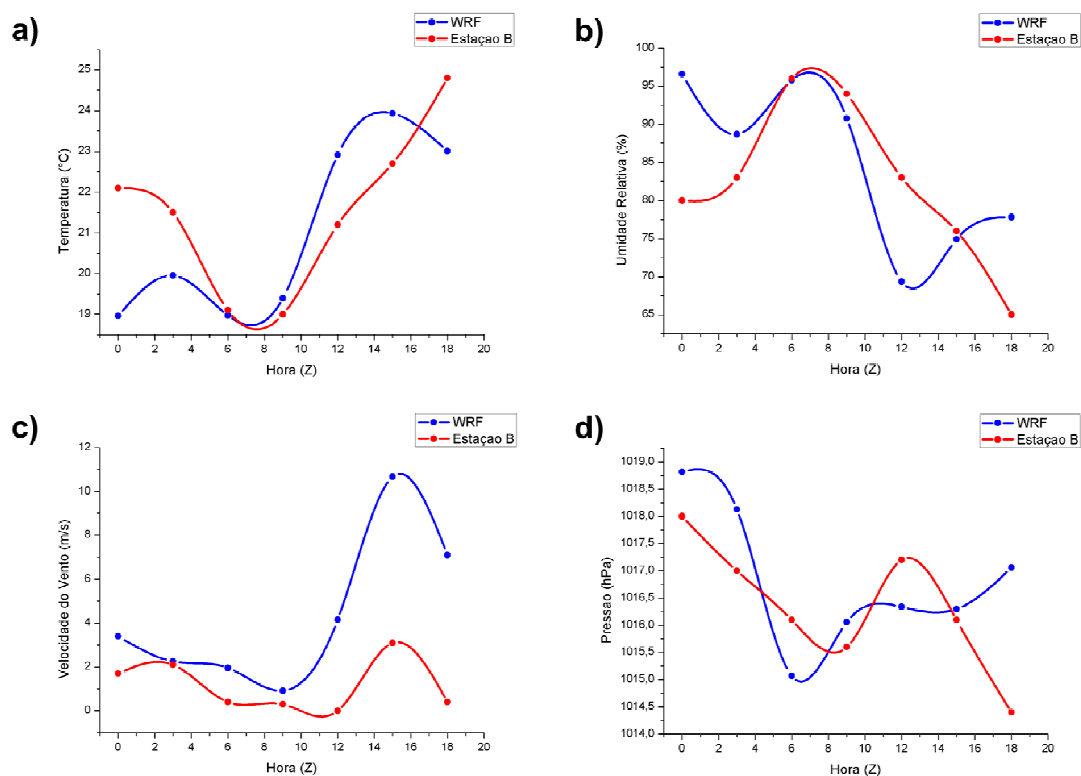 a)
WRF
Estaçao B
Temperatura (°C)
25
24
23
22
21
20
19
0 2 4 6 8 10 12 14 16 18 20
Hora (Z)
b)
WRF
Estaçao B
Umidade Relativa (%)
100
95
90
85
80
75
70
65
0 2 4 6 8 10 12 14 16 18 20
Hora (Z)
c)
WRF
Estaçao B
Velocidade do Vento (m/s)
12
10
8
6
4
2
0
0 2 4 6 8 10 12 14 16 18 20
Hora (Z)
d)
WRF
Estaçao B
Pressao (hPa)
1019,0
1018,5
1018,0
1017,5
1017,0
1016,5
1016,0
1015,5
1015,0
1014,5
1014,0
0 2 4 6 8 10 12 14 16 18 20
Hora (Z)